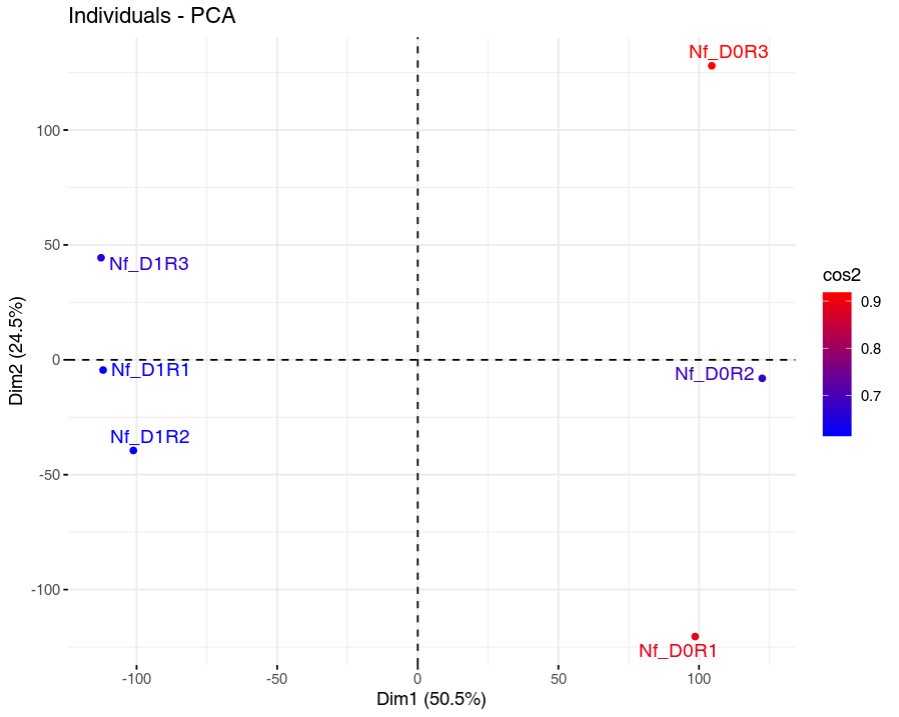 Individuals - PCA
Nf_D0R3
100
50
Nf_D1R3
cos2
0.9
0
Nf_D1R1
Nf_D0R2
0.8
0.7
Nf_D1R2
-50
-100
Nf_D0R1
-100
-50
0
50
100
Dim1 (50.5%)
Dim2 (24.5%)